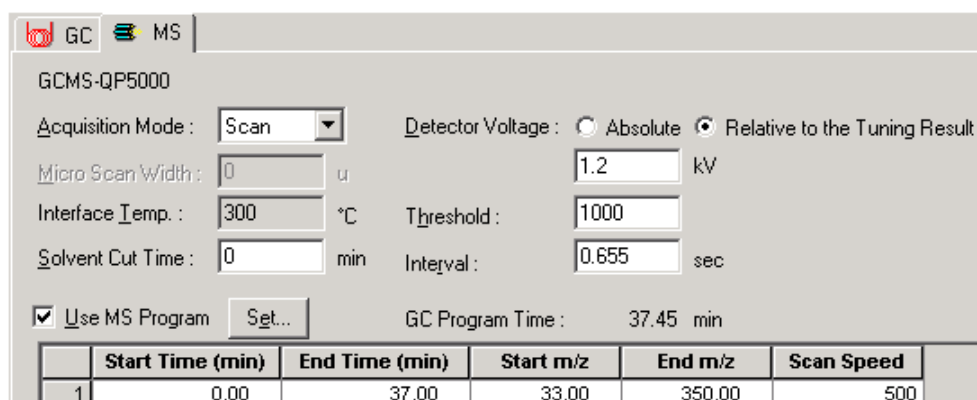 GC MS
GCMS-QP5000
Acquisition Mode : Scan Detector Voltage : Absolute Relative to the Tuning Result
1.2 kV
Micro Scan Width : 0 u
Interface Temp. : 300 °C Threshold : 1000
Solvent Cut Time : 0 min Interval : 0.655 sec
Use MS Program Set... GC Program Time : 37.45 min
Start Time (min) End Time (min) Start m/z End m/z Scan Speed
1 0.00 37.00 33.00 350.00 500